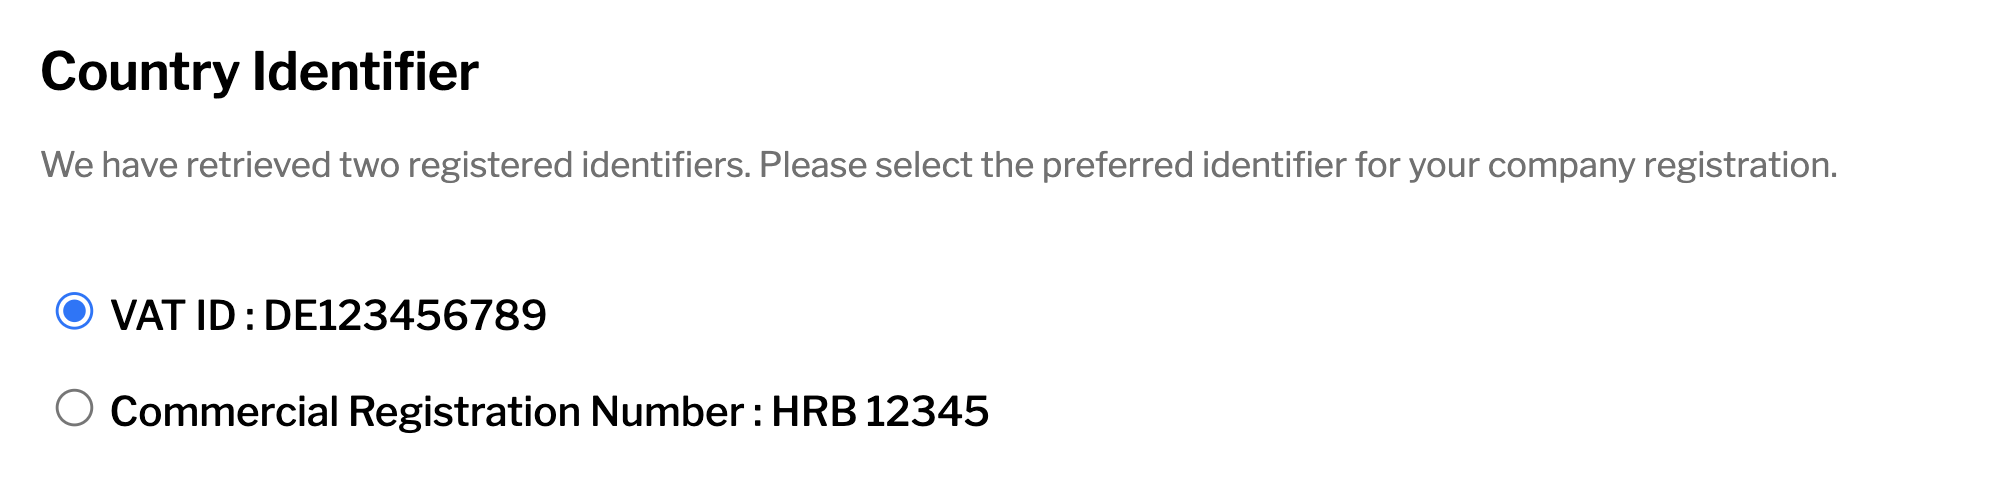 Country Identifier
We have retrieved two registered identifiers. Please select the preferred identifier for your company registration.
VAT ID : DE123456789
Commercial Registration Number : HRB 12345